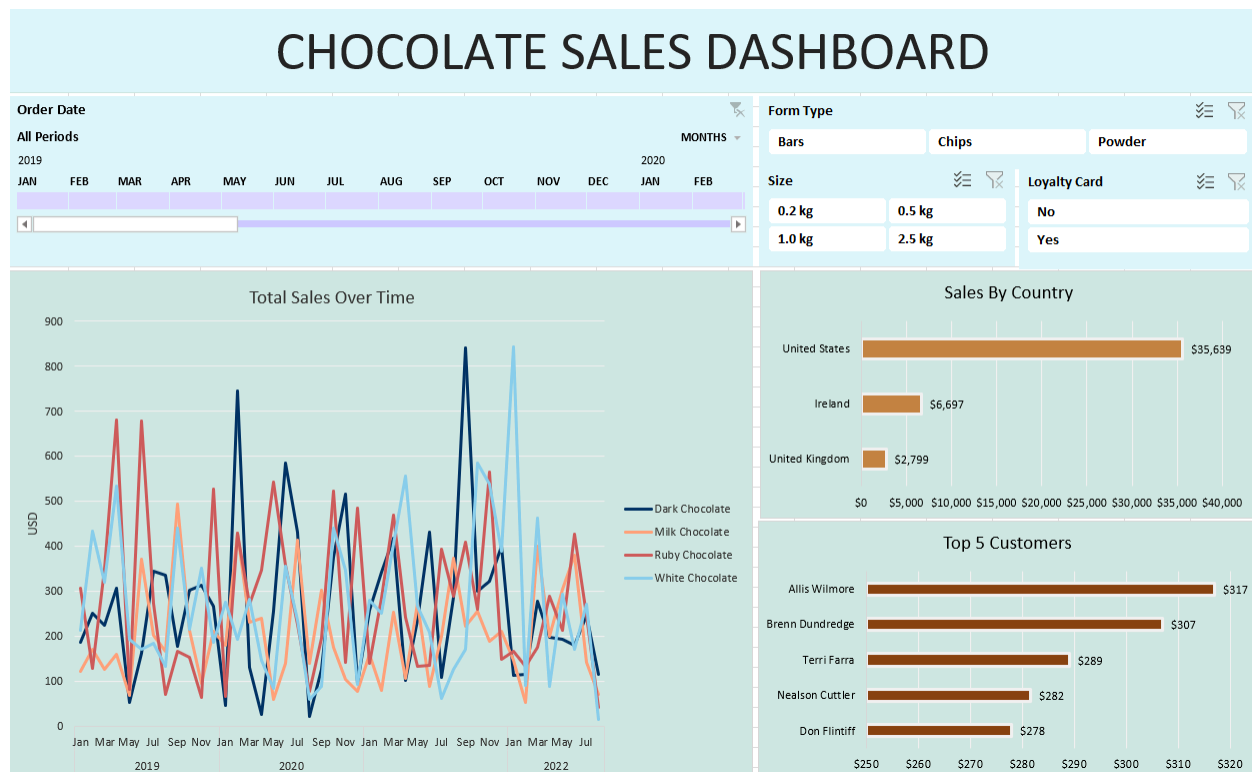 CHOCOLATE SALES DASHBOARD
Order Date
All Periods
MONTHS
2019 2020
JAN FEB MAR APR MAY JUN JUL AUG SEP OCT NOV DEC JAN FEB
Form Type
Bars Chips Powder
Size
0.2 kg 0.5 kg
1.0 kg 2.5 kg
Loyalty Card
No
Yes
Total Sales Over Time
900
800
700
600
500
400
300
200
100
0
USD
Jan Mar May Jul Sep Nov Jan Mar May Jul Sep Nov Jan Mar May Jul Sep Nov Jan Mar May Jul
2019 2020 2022
Dark Chocolate
Milk Chocolate
Ruby Chocolate
White Chocolate
Sales By Country
United States $35,639
Ireland $6,697
United Kingdom $2,799
$0 $5,000 $10,000 $15,000 $20,000 $25,000 $30,000 $35,000 $40,000
Top 5 Customers
Allis Wilmore $317
Brenn Dundredge $307
Terri Farra $289
Nealson Cuttler $282
Don Flintiff $278
$250 $260 $270 $280 $290 $300 $310 $320